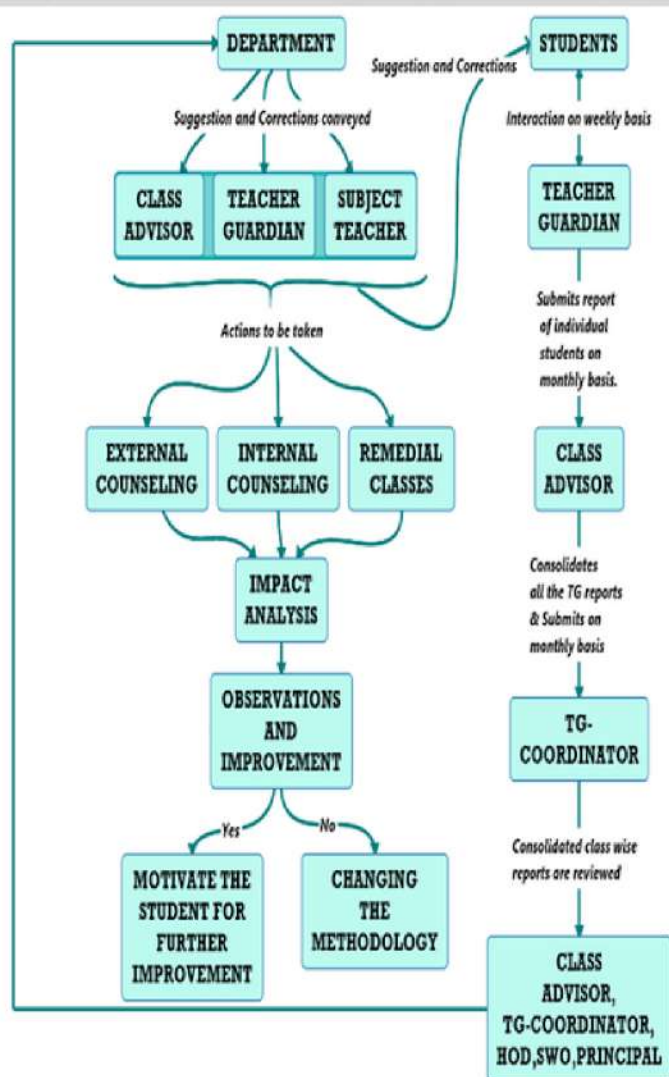 DEPARTMENT
Suggestion and Corrections conveyed
CLASS
ADVISOR
TEACHER
GUARDIAN
SUBJECT
TEACHER
Actions to be taken
EXTERNAL
COUNSELING
INTERNAL
COUNSELING
REMEDIAL
CLASSES
IMPACT
ANALYSIS
OBSERVATIONS
AND
IMPROVEMENT
Yes
No
MOTIVATE THE
STUDENT FOR
FURTHER
IMPROVEMENT
CHANGING
THE
METHODOLOGY
Suggestion and Corrections
STUDENTS
Interaction on weekly basis
TEACHER
GUARDIAN
Submits report
of individual
students on
monthly basis.
CLASS
ADVISOR
Consolidates
all the TG reports
& Submits on
monthly basis
TG-
COORDINATOR
Consolidated class wise
reports are reviewed
CLASS
ADVISOR,
TG-COORDINATOR,
HOD,SWO,PRINCIPAL